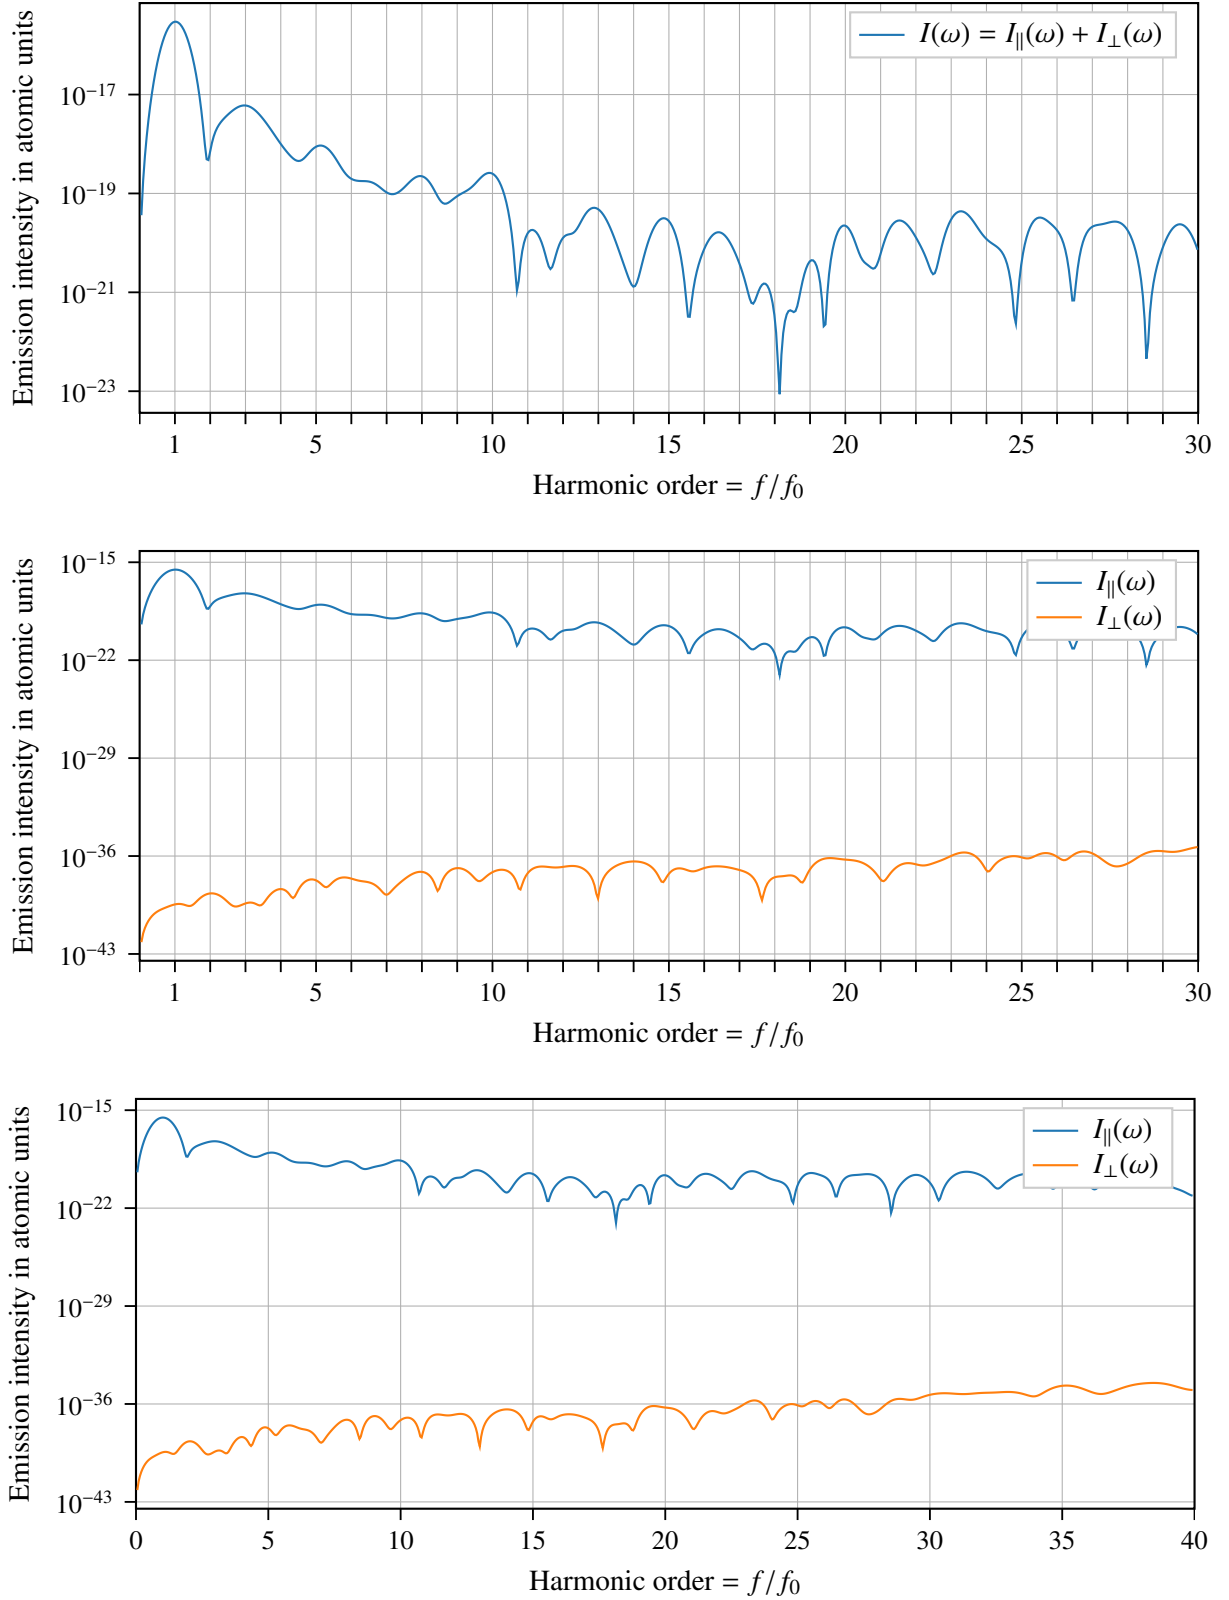 Emission intensity in atomic units
I(ω) = I∥(ω) + I⊥(ω)
10⁻¹⁷
10⁻¹⁹
10⁻²¹
10⁻²³
1 5 10 15 20 25 30
Harmonic order = f/f₀
Emission intensity in atomic units
10⁻¹⁵
I∥(ω)
I⊥(ω)
10⁻²²
10⁻²⁹
10⁻³⁶
10⁻⁴³
1 5 10 15 20 25 30
Harmonic order = f/f₀
Emission intensity in atomic units
10⁻¹⁵
I∥(ω)
I⊥(ω)
10⁻²²
10⁻²⁹
10⁻³⁶
10⁻⁴³
0 5 10 15 20 25 30 35 40
Harmonic order = f/f₀